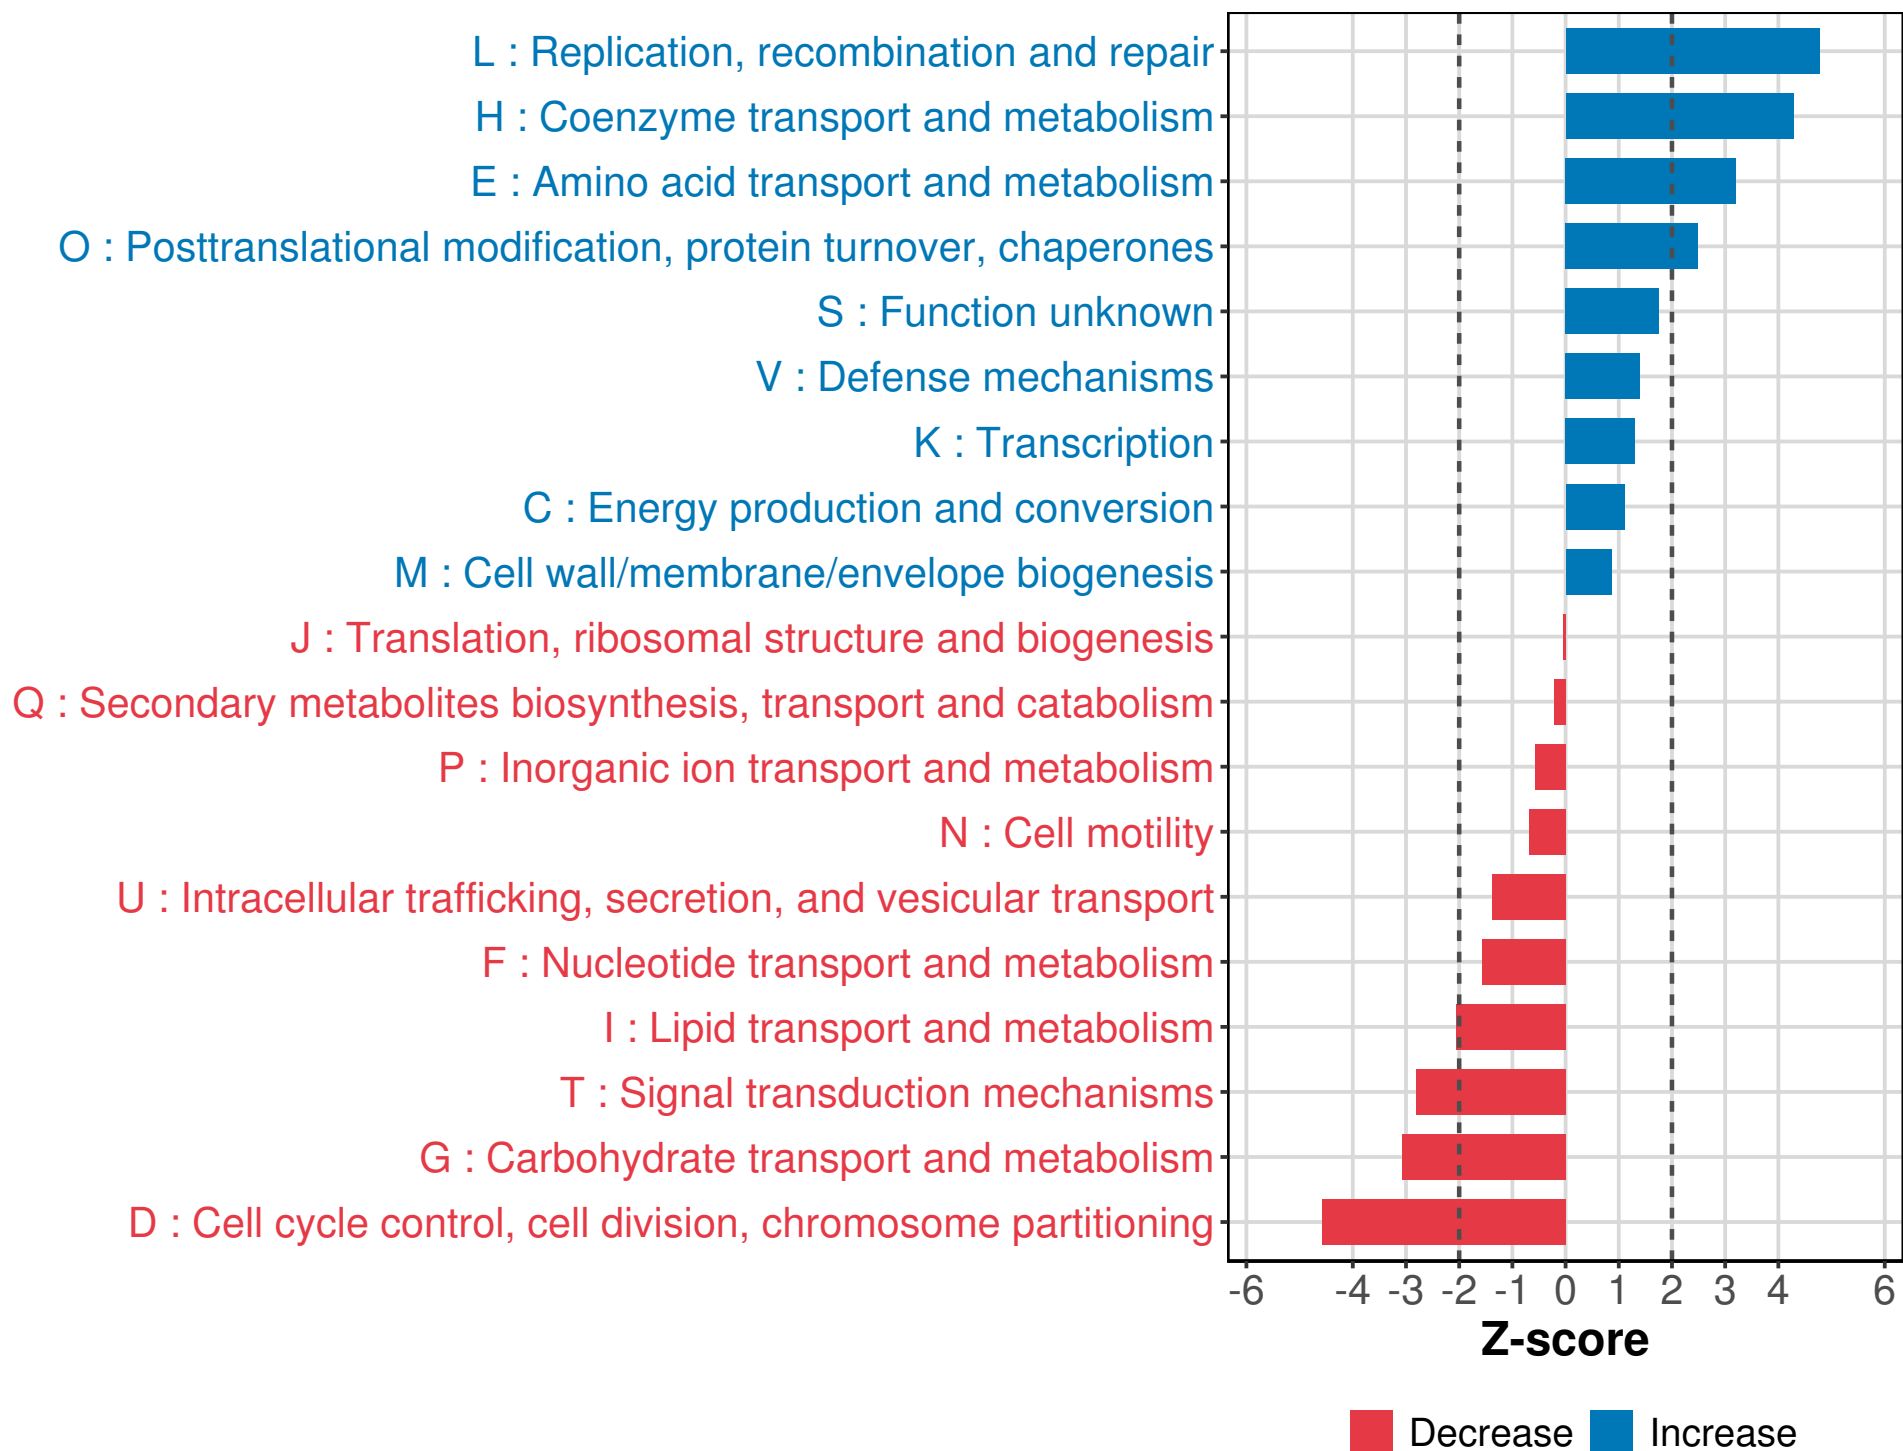 L : Replication, recombination and repair
H : Coenzyme transport and metabolism
E : Amino acid transport and metabolism
O : Posttranslational modification, protein turnover, chaperones
S : Function unknown
V : Defense mechanisms
K : Transcription
C : Energy production and conversion
M : Cell wall/membrane/envelope biogenesis
J : Translation, ribosomal structure and biogenesis
Q : Secondary metabolites biosynthesis, transport and catabolism
P : Inorganic ion transport and metabolism
N : Cell motility
U : Intracellular trafficking, secretion, and vesicular transport
F : Nucleotide transport and metabolism
I : Lipid transport and metabolism
T : Signal transduction mechanisms
G : Carbohydrate transport and metabolism
D : Cell cycle control, cell division, chromosome partitioning
-6 -4 -3 -2 -1 0 1 2 3 4 6
Z-score
Decrease Increase